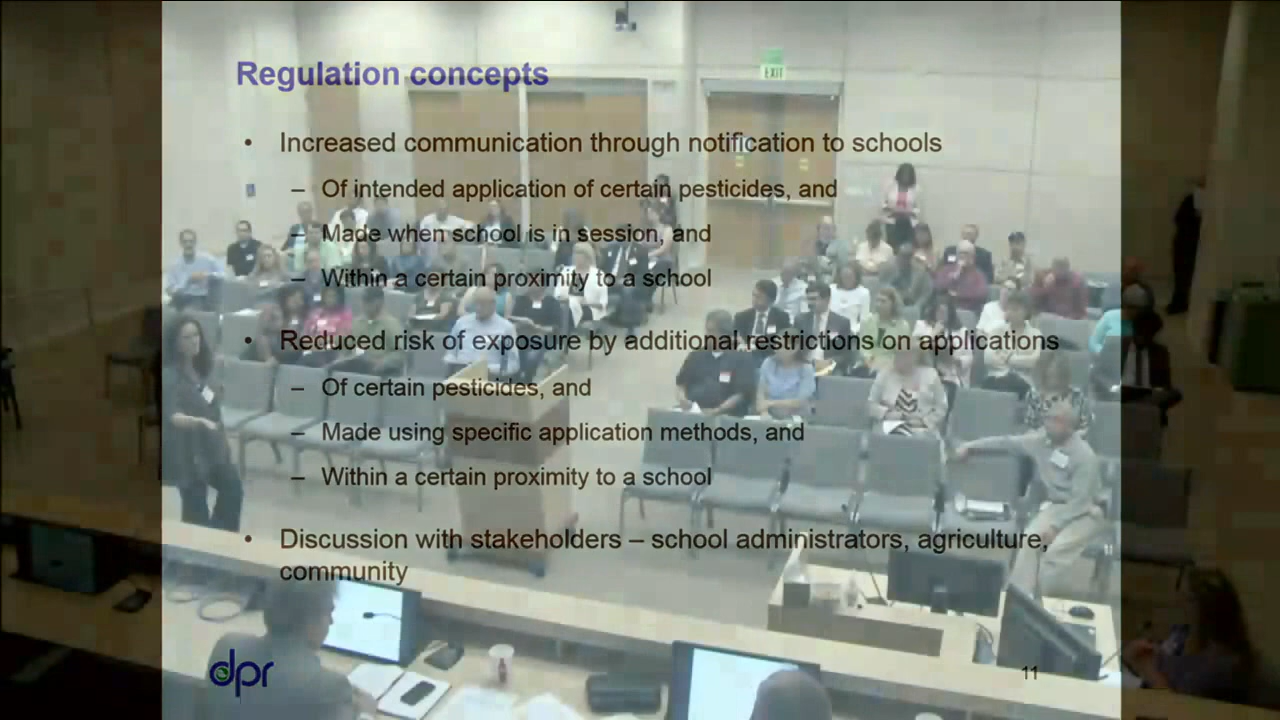 EXIT
Regulation concepts
• Increased communication through notification to schools
– Of intended application of certain pesticides, and
– Made when school is in session, and
– Within a certain proximity to a school
• Reduced risk of exposure by additional restrictions on applications
– Of certain pesticides, and
– Made using specific application methods, and
– Within a certain proximity to a school
• Discussion with stakeholders – school administrators, agriculture,
community
dpr
11